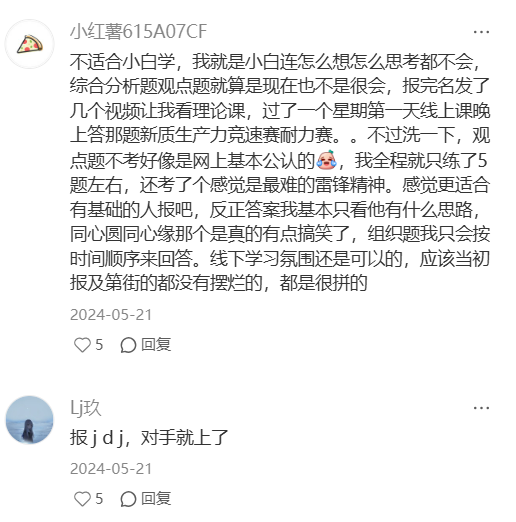 小红薯615A07CF
不适合小白学，我就是小白连怎么想怎么思考都不会，
综合分析题观点题就算是现在也不是很会，报完名发了
几个视频让我看理论课，过了一个星期第一天线上课晚
上答那题新质生产力竞速赛耐力赛。。不过洗一下，观
点题不考好像是网上基本公认的😂，我全程就只练了5
题左右，还考了个感觉是最难的雷锋精神。感觉更适合
有基础的人报吧，反正答案我基本只看他有什么思路，
同心圆同心缘那个是真的有点搞笑了，组织题我只会按
时间顺序来回答。线下学习氛围还是可以的，应该当初
报及第街的都没有摆烂的，都是很拼的
2024-05-21
5 回复
Lj玖
报 j d j，对手就上了
2024-05-21
5 回复